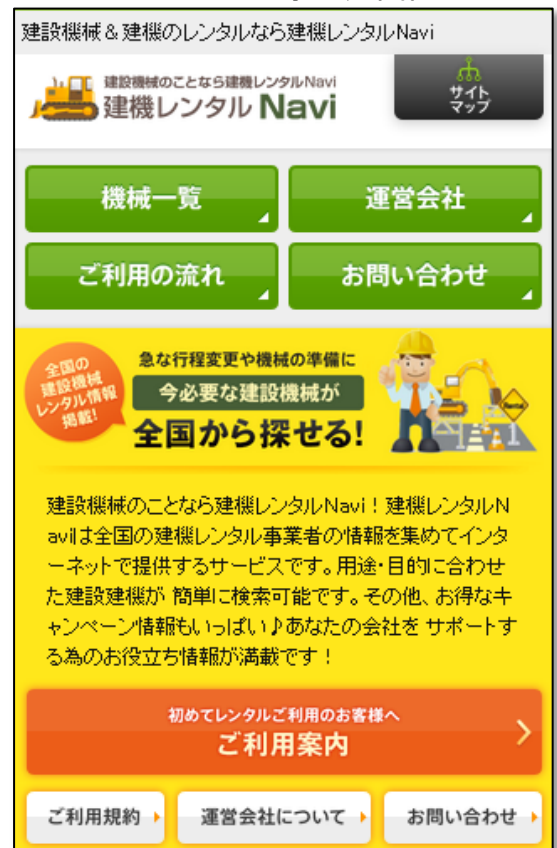 建設機械＆建機のレンタルなら建機レンタルNavi
建設機械のことなら建機レンタルNavi
建機レンタル Navi
サイト
マップ
機械一覧
運営会社
ご利用の流れ
お問い合わせ
全国の
建設機械
レンタル情報
掲載!
急な行程変更や機械の準備に
今必要な建設機械が
全国から探せる!
Rental
建設機械のことなら建機レンタルNavi！建機レンタルN
aviは全国の建機レンタル事業者の情報を集めてインタ
ーネットで提供するサービスです。用途・目的に合わせ
た建設建機が 簡単に検索可能です。その他、お得なキ
ャンペーン情報もいっぱい♪あなたの会社を サポートす
る為のお役立ち情報が満載です！
初めてレンタルご利用のお客様へ
ご利用案内
ご利用規約
運営会社について
お問い合わせ